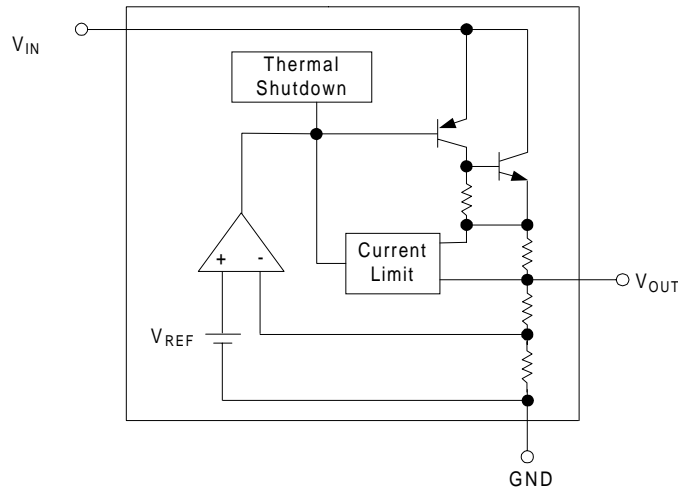 V_IN
Thermal
Shutdown
Current
Limit
+ -
V_OUT
V_REF
GND